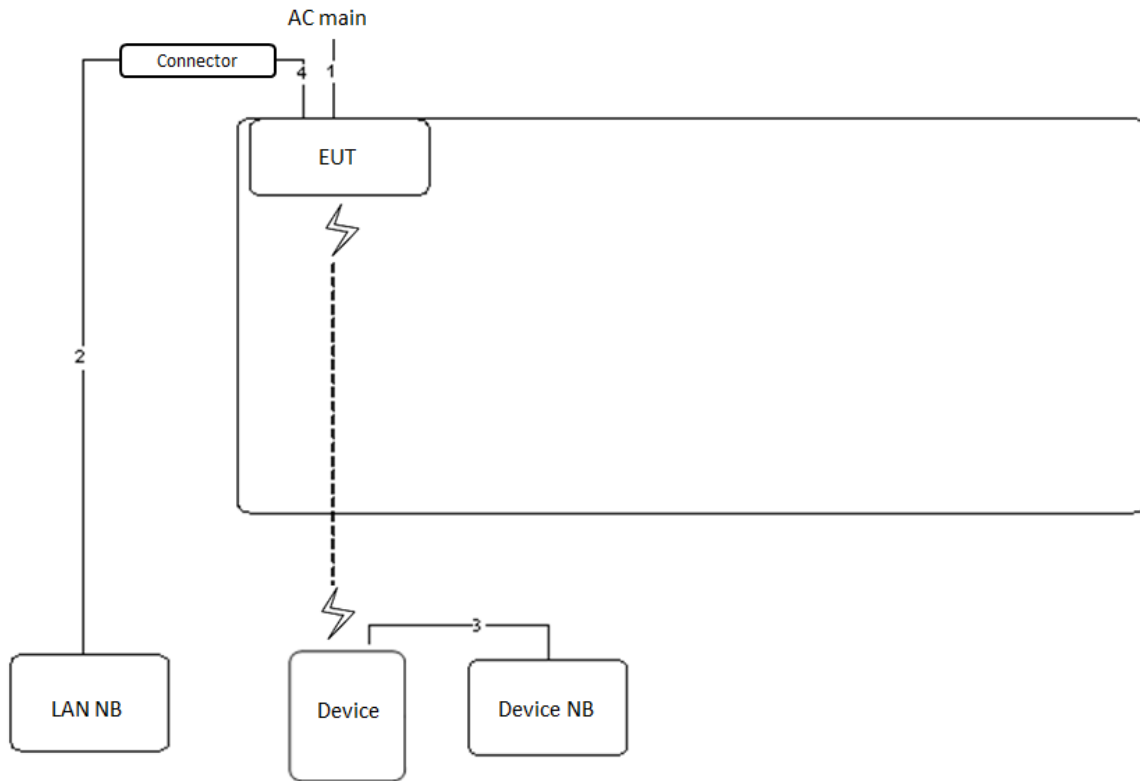 AC main
Connector
4
1
EUT
2
3
LAN NB
Device
Device NB